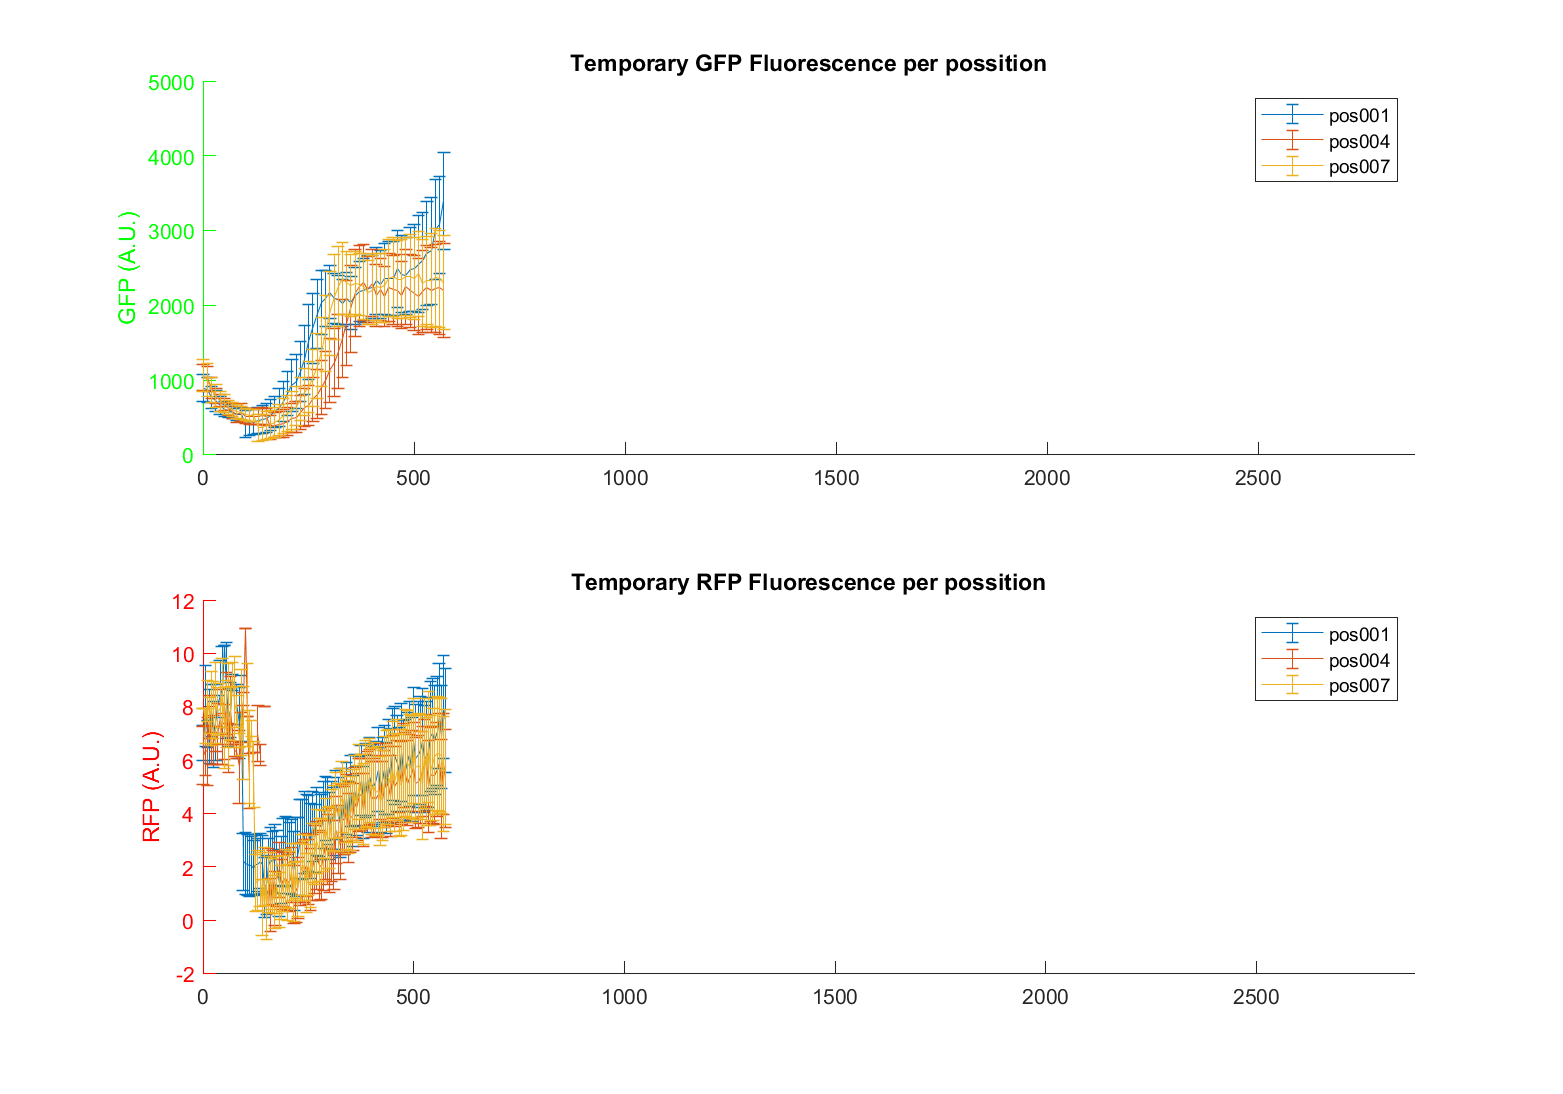 Temporary GFP Fluorescence per possition
5000
4000
3000
2000
1000
0
GFP (A.U.)
0 500 1000 1500 2000 2500
pos001
pos004
pos007
Temporary RFP Fluorescence per possition
12
10
8
6
4
2
0
-2
RFP (A.U.)
0 500 1000 1500 2000 2500
pos001
pos004
pos007